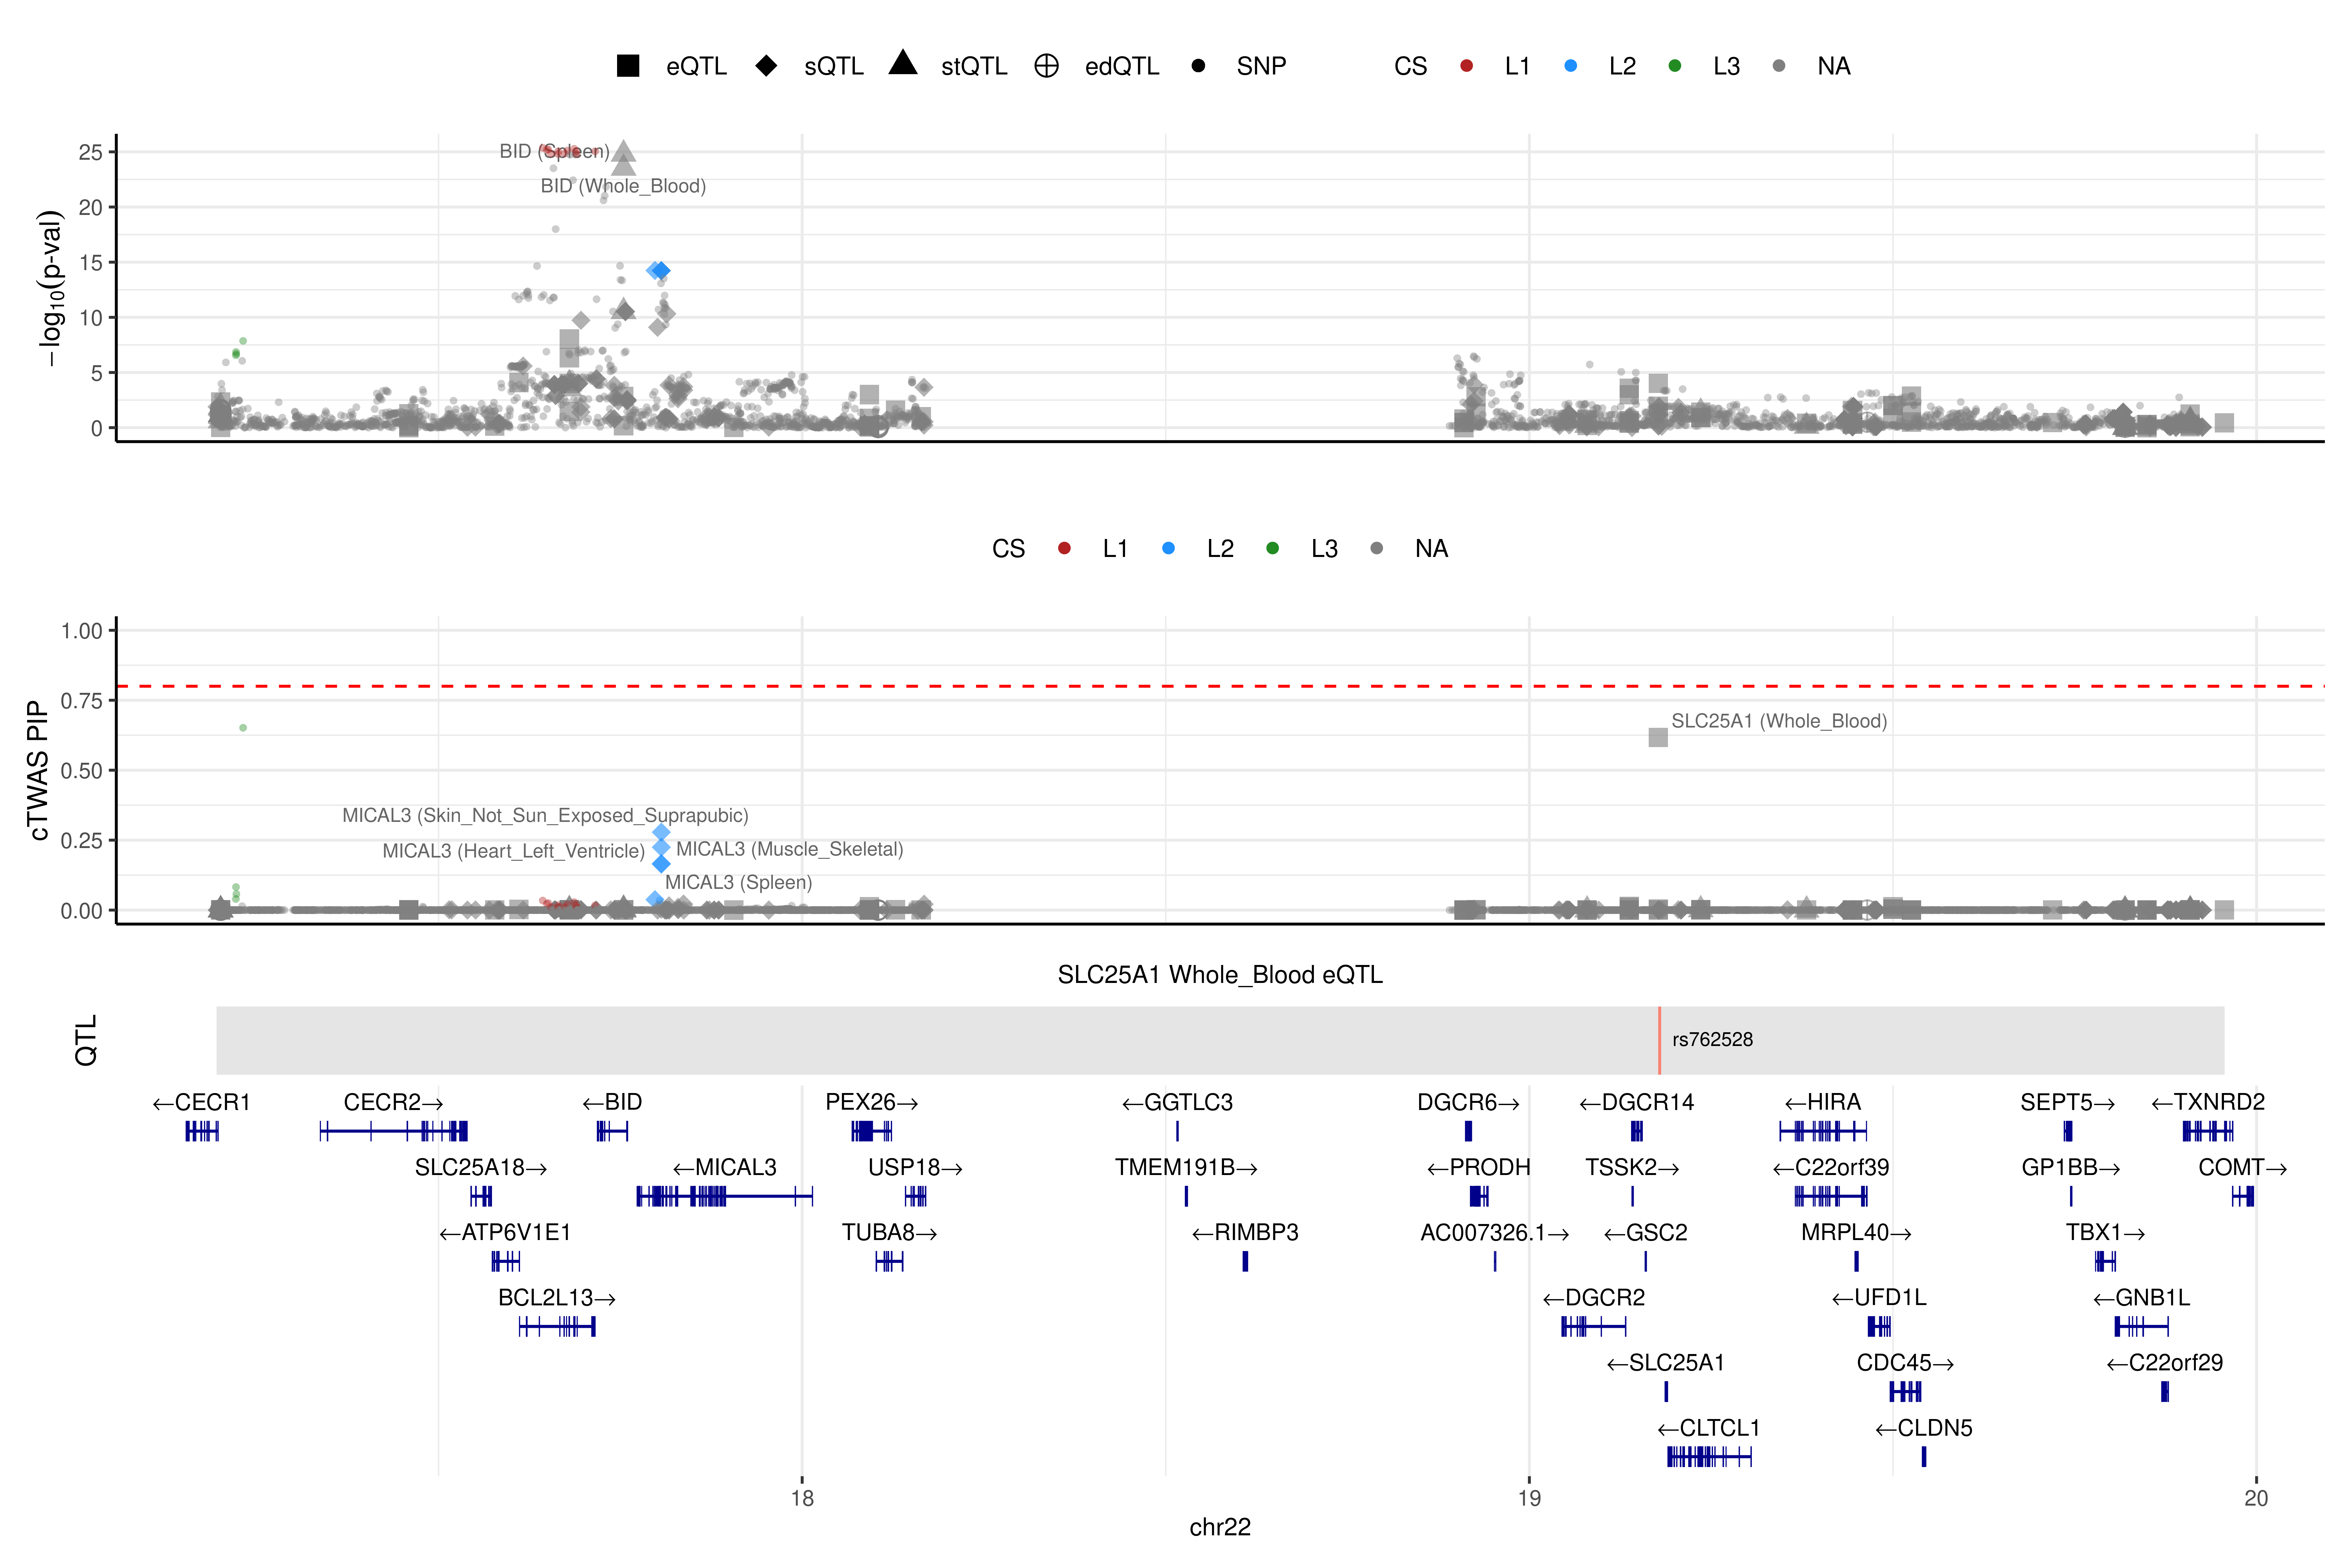 eQTL sQTL stQTL edQTL SNP CS L1 L2 L3 NA
−log10(p-val)
25
20
15
10
5
0
BID (Spleen)
BID (Whole_Blood)
CS L1 L2 L3 NA
cTWAS PIP
1.00
0.75
0.50
0.25
0.00
SLC25A1 (Whole_Blood)
MICAL3 (Skin_Not_Sun_Exposed_Suprapubic)
MICAL3 (Heart_Left_Ventricle)
MICAL3 (Muscle_Skeletal)
MICAL3 (Spleen)
SLC25A1 Whole_Blood eQTL
QTL
rs762528
←CECR1 CECR2→ ←BID PEX26→ ←GGTLC3 DGCR6→ ←DGCR14 ←HIRA SEPT5→ ←TXNRD2
SLC25A18→ ←MICAL3 USP18→ TMEM191B→ ←PRODH TSSK2→ ←C22orf39 GP1BB→ COMT→
←ATP6V1E1 TUBA8→ ←RIMBP3 AC007326.1→ ←GSC2 MRPL40→ TBX1→
BCL2L13→ ←DGCR2 ←UFD1L ←GNB1L
←SLC25A1 CDC45→ ←C22orf29
←CLTCL1 ←CLDN5
18 19 20
chr22